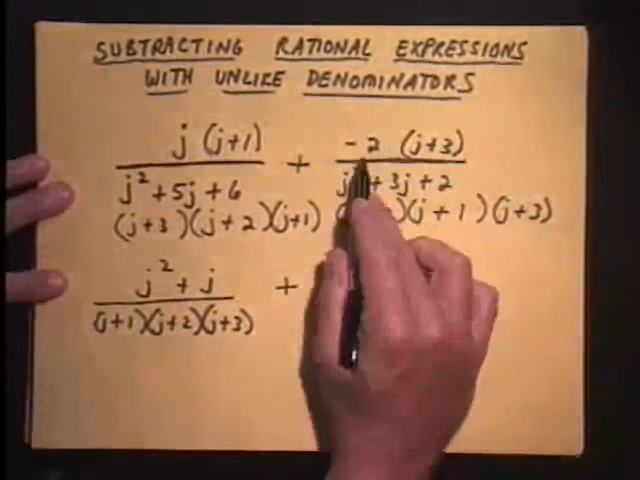 SUBTRACTING RATIONAL EXPRESSIONS
WITH UNLIKE DENOMINATORS
j (j+1) + -2 (j+3)
j² + 5j + 6 j² + 3j + 2
(j+3)(j+2)(j+1) ( )(j+1)(j+3)
j² + j +
(j+1)(j+2)(j+3)